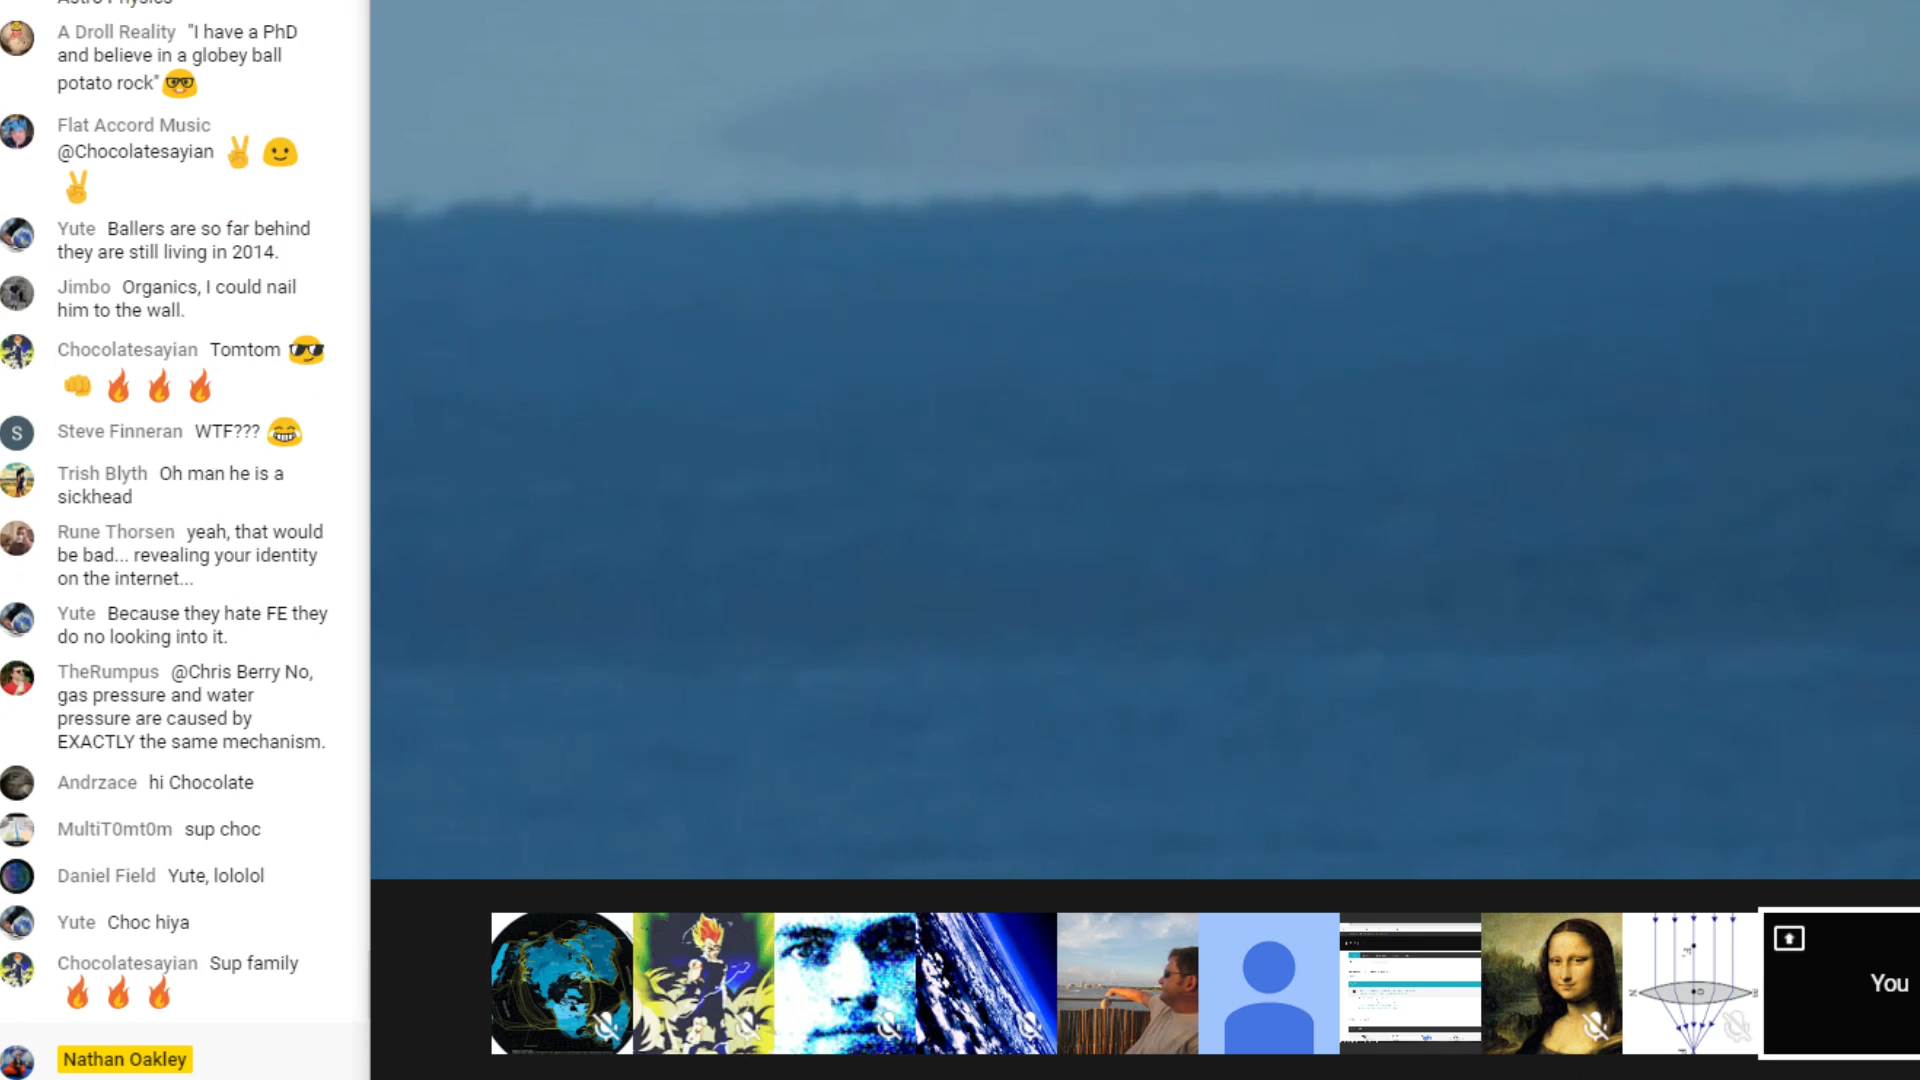 A Droll Reality "I have a PhD
and believe in a globey ball
potato rock"
Flat Accord Music
@Chocolatesayian
Yute Ballers are so far behind
they are still living in 2014.
Jimbo Organics, I could nail
him to the wall.
Chocolatesayian Tomtom
S
Steve Finneran WTF???
Trish Blyth Oh man he is a
sickhead
Rune Thorsen yeah, that would
be bad... revealing your identity
on the internet...
Yute Because they hate FE they
do no looking into it.
TheRumpus @Chris Berry No,
gas pressure and water
pressure are caused by
EXACTLY the same mechanism.
Andrzace hi Chocolate
MultiT0mt0m sup choc
Daniel Field Yute, lololol
Yute Choc hiya
Chocolatesayian Sup family
Nathan Oakley
You